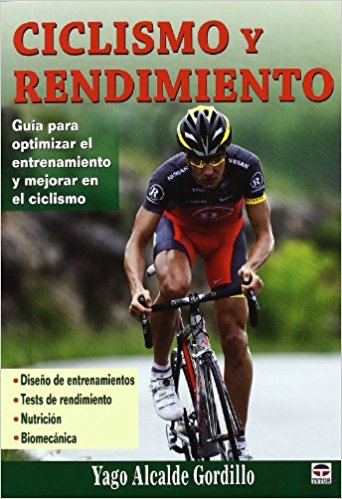 CICLISMO Y
RENDIMIENTO
Guía para
optimizar el
entrenamiento
y mejorar en
el ciclismo
• Diseño de entrenamientos
• Tests de rendimiento
• Nutrición
• Biomecánica
Yago Alcalde Gordillo
TUTOR
NISSAN